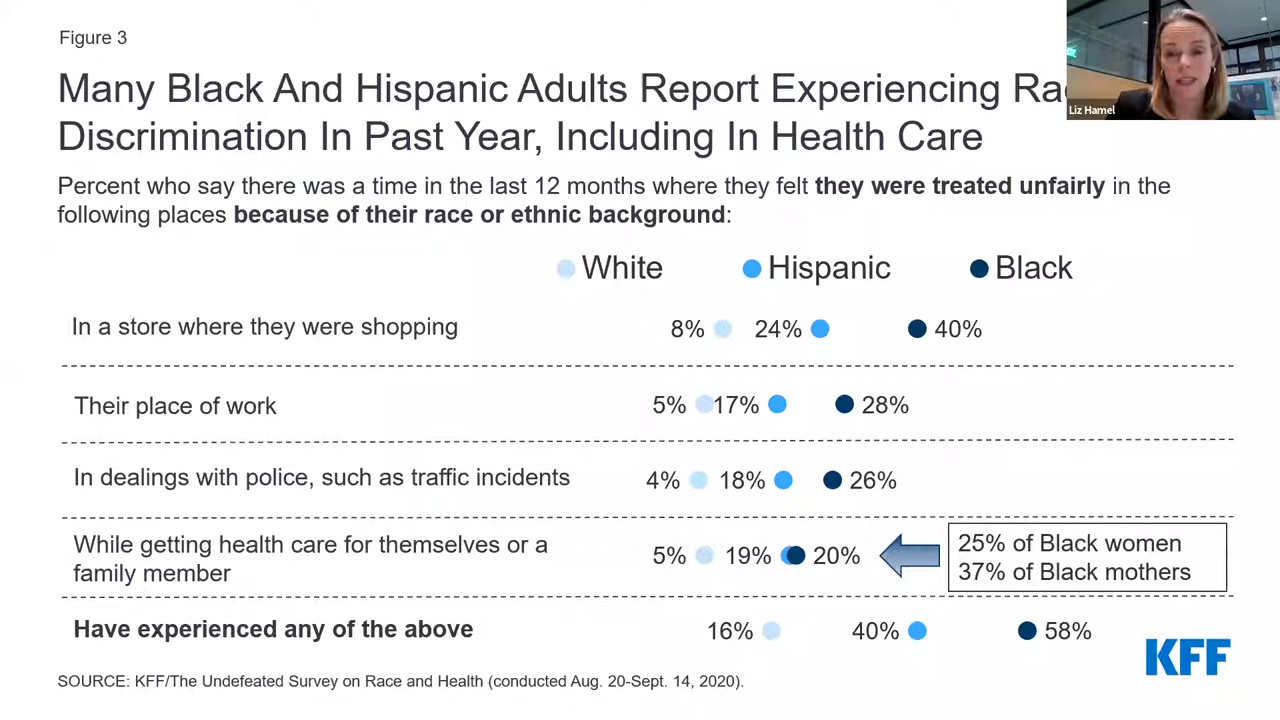 Figure 3
Many Black And Hispanic Adults Report Experiencing
Discrimination In Past Year, Including In Health Care
Liz Hamel
Percent who say there was a time in the last 12 months where they felt they were treated unfairly in the
following places because of their race or ethnic background:
White Hispanic Black
In a store where they were shopping 8% 24% 40%
Their place of work 5% 17% 28%
In dealings with police, such as traffic incidents 4% 18% 26%
While getting health care for themselves or a
family member 5% 19% 20%
25% of Black women
37% of Black mothers
Have experienced any of the above 16% 40% 58%
KFF
SOURCE: KFF/The Undefeated Survey on Race and Health (conducted Aug. 20-Sept. 14, 2020).